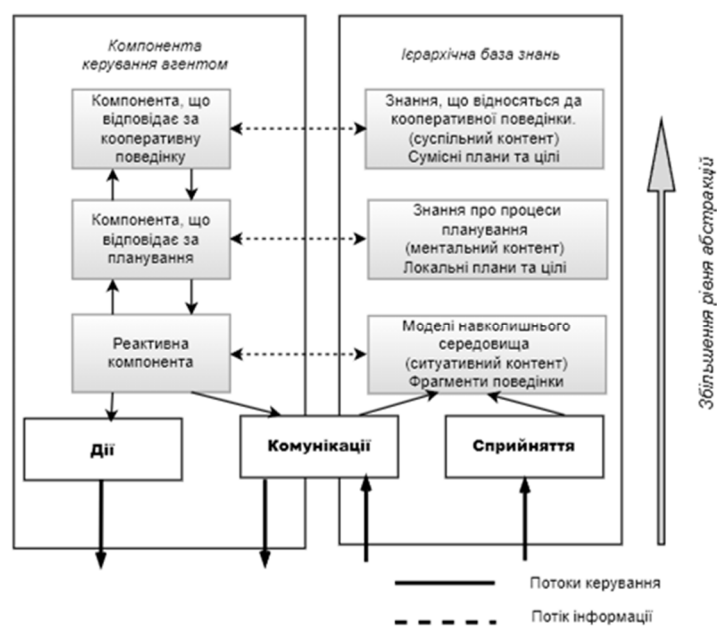 Компонента
керування агентом
Ієрархічна база знань
Компонента, що
відповідає за
кооперативну
поведінку
Знання, що відносяться да
кооперативної поведінки.
(суспільний контент)
Сумісні плани та цілі
Компонента, що
відповідає за
планування
Знання про процеси
планування
(ментальний контент)
Локальні плани та цілі
Реактивна
компонента
Моделі навколишнього
середовища
(ситуативний контент)
Фрагменти поведінки
Дії
Комунікації
Сприйняття
Збільшення рівня абстракцій
Потоки керування
Потік інформації